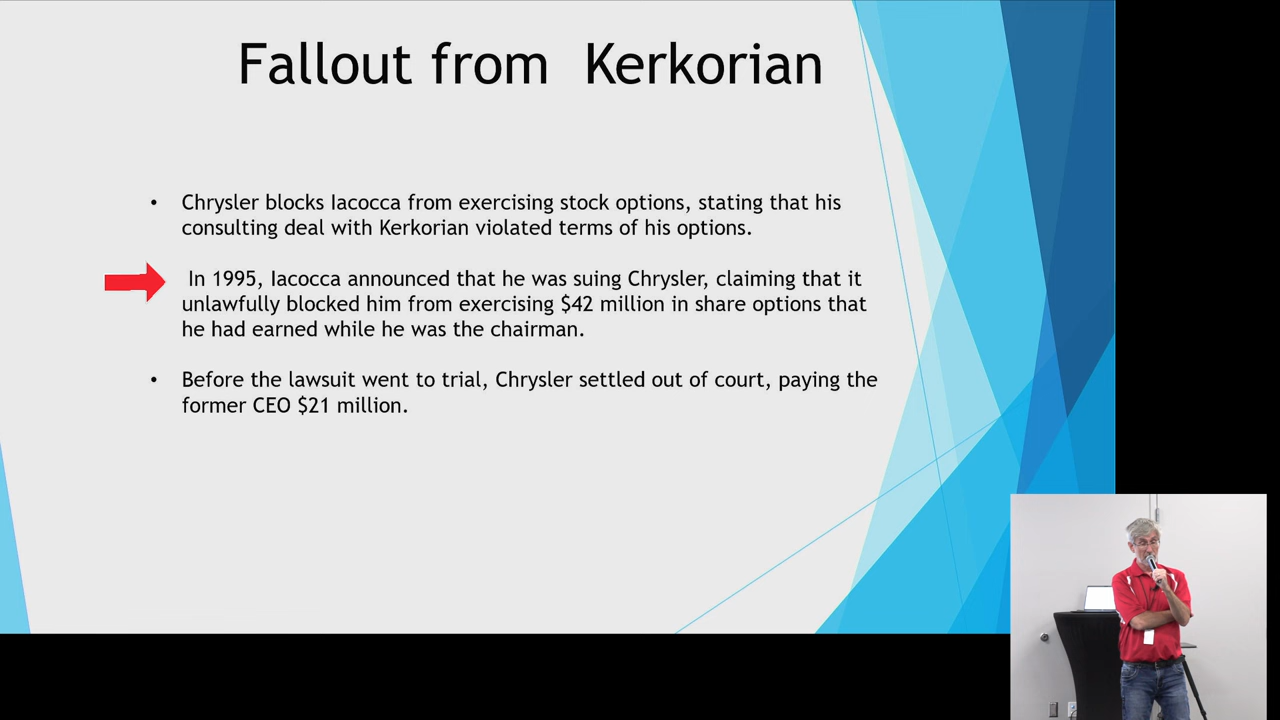 Fallout from  Kerkorian
• Chrysler blocks Iacocca from exercising stock options, stating that his
consulting deal with Kerkorian violated terms of his options.
In 1995, Iacocca announced that he was suing Chrysler, claiming that it
unlawfully blocked him from exercising $42 million in share options that
he had earned while he was the chairman.
• Before the lawsuit went to trial, Chrysler settled out of court, paying the
former CEO $21 million.